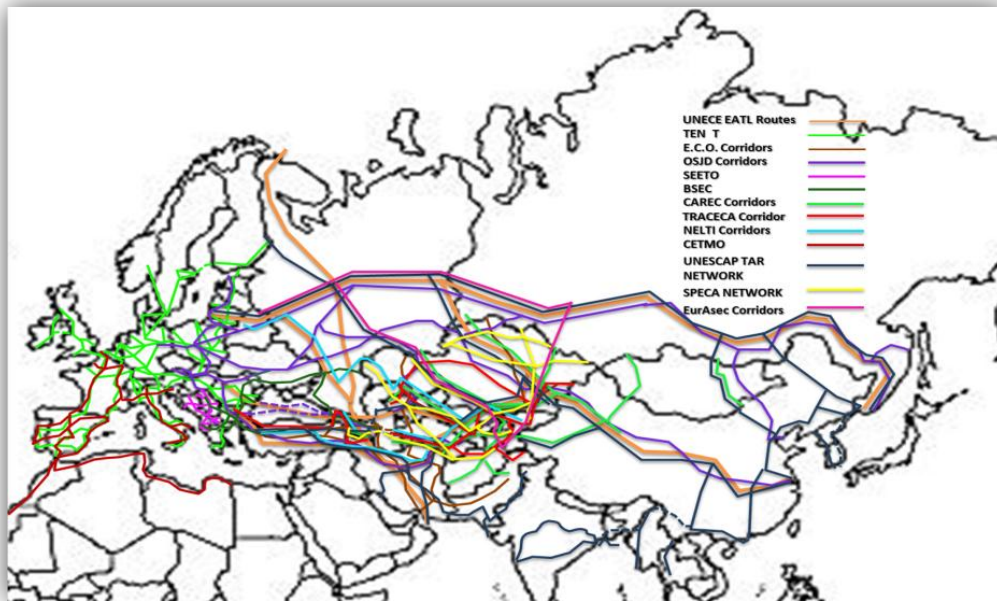 UNECE EATL Routes
TEN T
E.C.O. Corridors
OSJD Corridors
SEETO
BSEC
CAREC Corridors
TRACECA Corridor
NELTI Corridors
CETMO
UNESCAP TAR
NETWORK
SPECA NETWORK
EurAsec Corridors